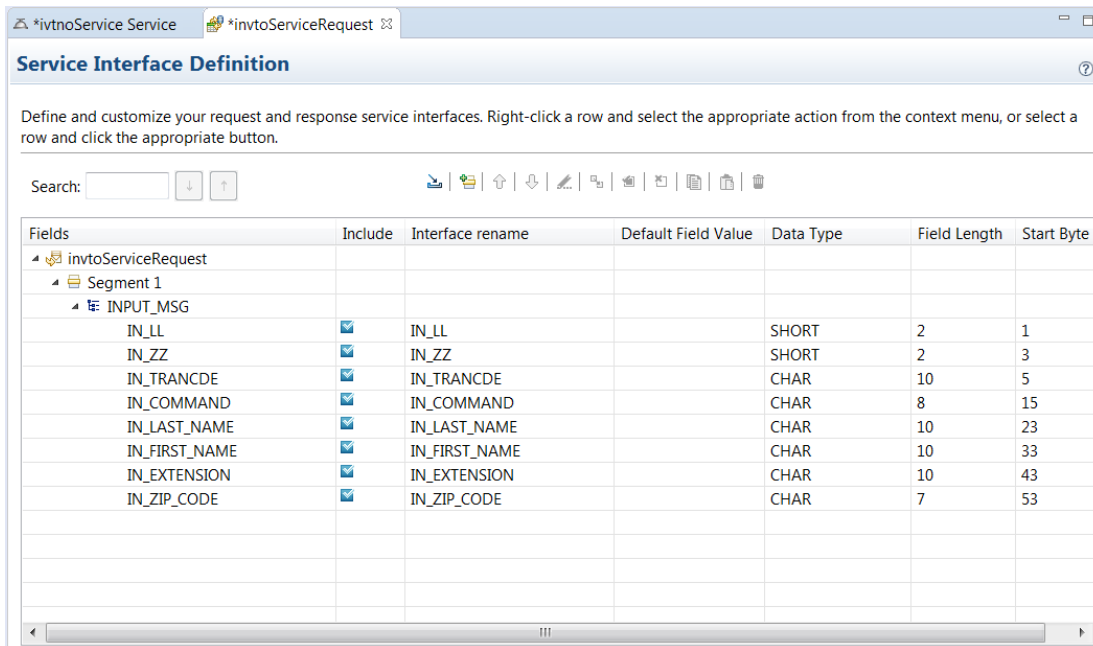 *ivtnoService Service *invtoServiceRequest
Service Interface Definition
Define and customize your request and response service interfaces. Right-click a row and select the appropriate action from the context menu, or select a
row and click the appropriate button.
Search:
Fields Include Interface rename Default Field Value Data Type Field Length Start Byte
invtoServiceRequest
Segment 1
INPUT_MSG
IN_LL IN_LL SHORT 2 1
IN_ZZ IN_ZZ SHORT 2 3
IN_TRANCDE IN_TRANCDE CHAR 10 5
IN_COMMAND IN_COMMAND CHAR 8 15
IN_LAST_NAME IN_LAST_NAME CHAR 10 23
IN_FIRST_NAME IN_FIRST_NAME CHAR 10 33
IN_EXTENSION IN_EXTENSION CHAR 10 43
IN_ZIP_CODE IN_ZIP_CODE CHAR 7 53